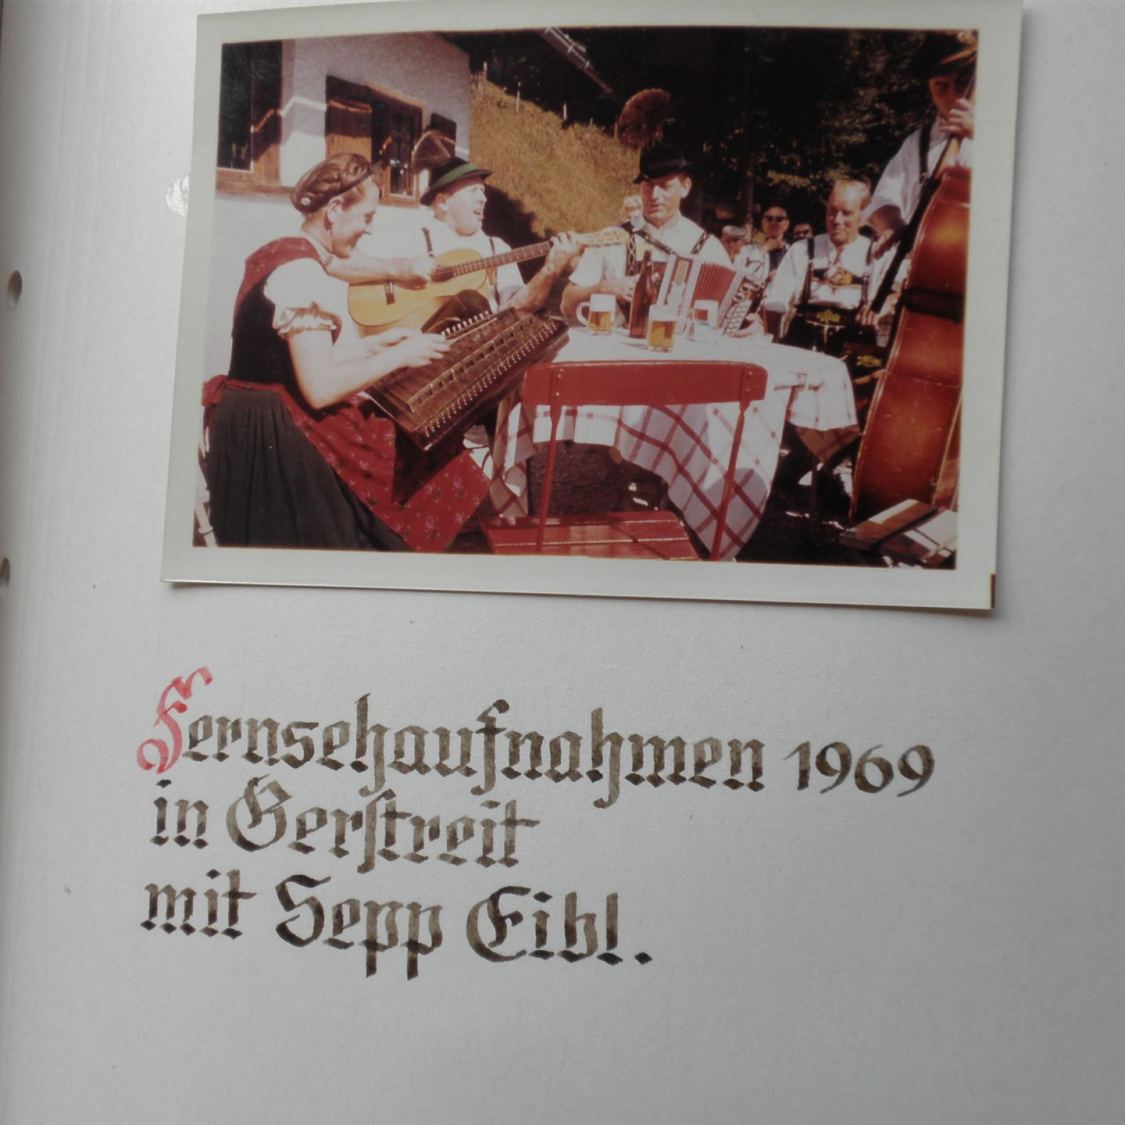 Fernsehaufnahmen 1969
in Gerstreit
mit Sepp Eibl.